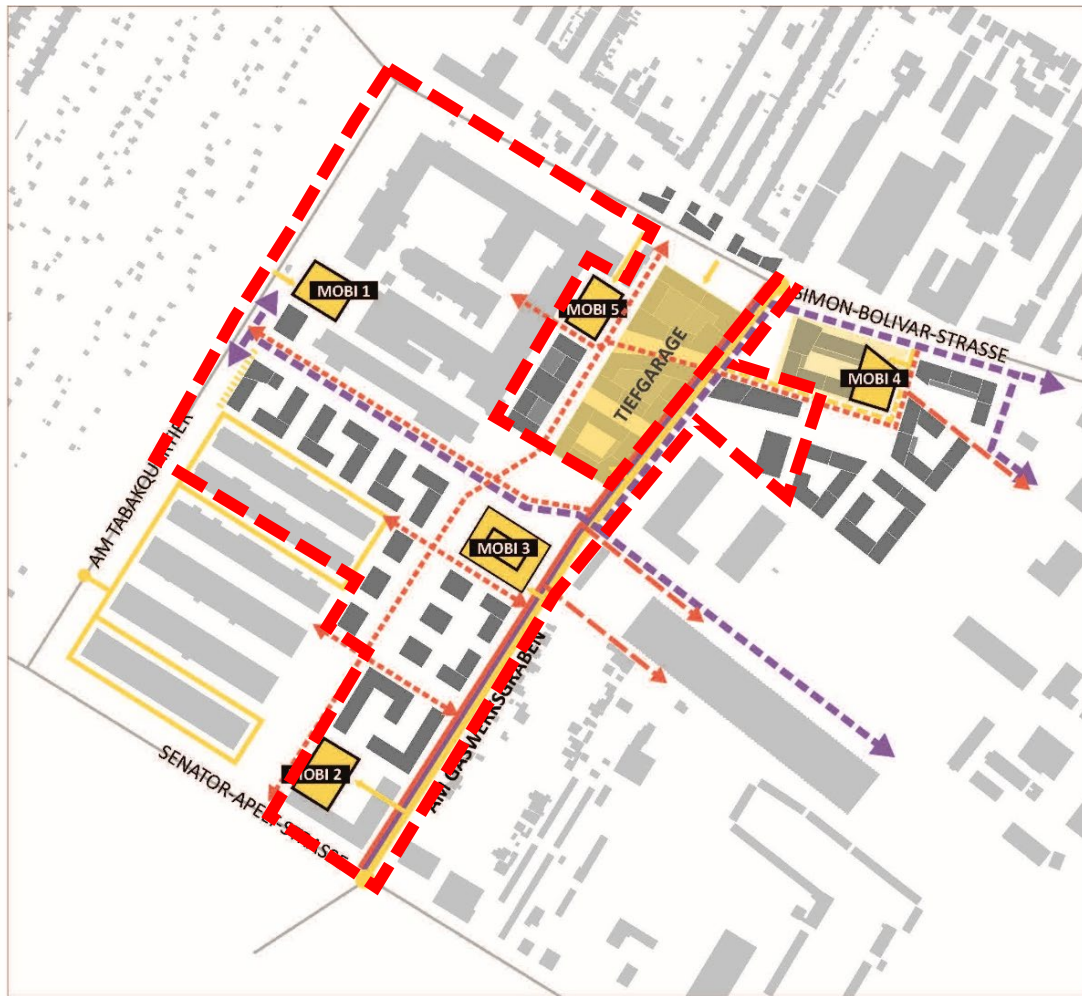 SIMON-BOLIVAR-STRASSE
MOBI 1
MOBI 5
TIEFGARAGE
MOBI 4
AM TABAKQUARTIER
MOBI 3
AM GASWERKSGRABEN
MOBI 2
SENATOR-APELT-STRASSE